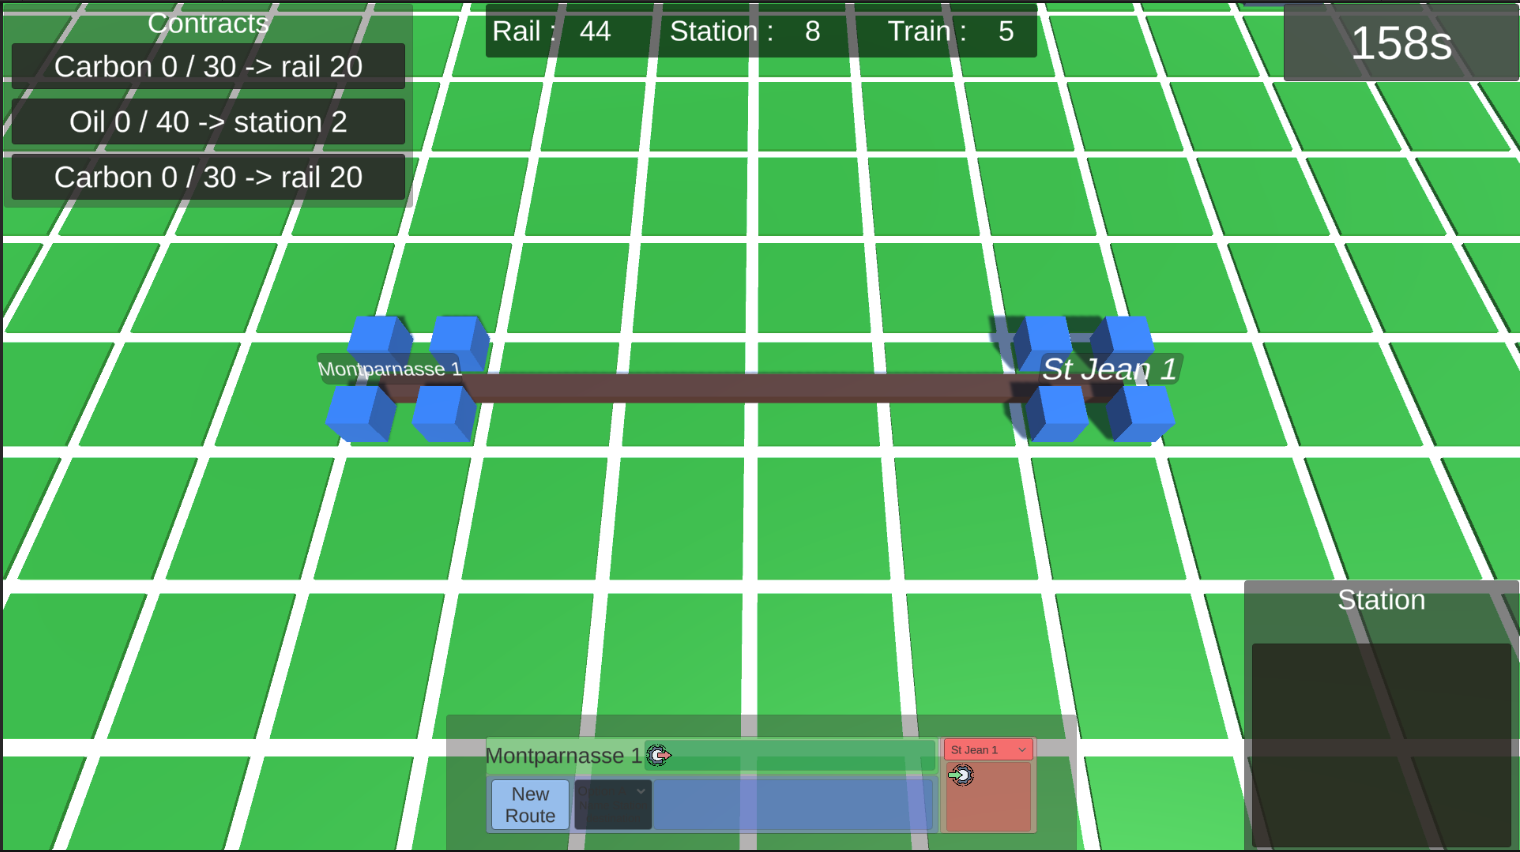 Contracts
Carbon 0 / 30 -> rail 20
Oil 0 / 40 -> station 2
Carbon 0 / 30 -> rail 20
Rail : 44 Station : 8 Train : 5
158s
Montparnasse 1
St Jean 1
Station
Montparnasse 1
St Jean 1
New
Route